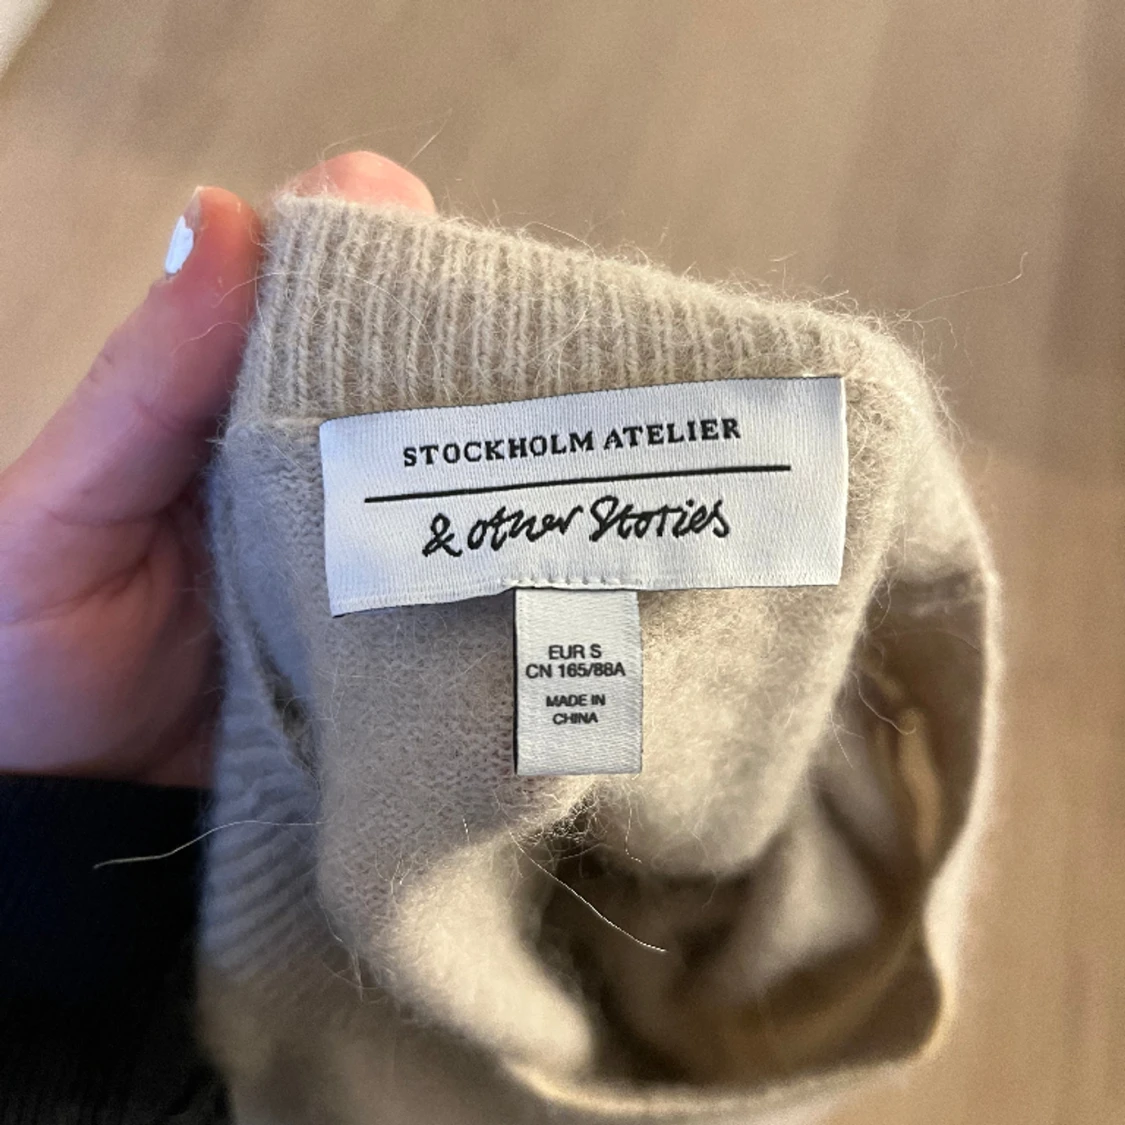 STOCKHOLM ATELIER
& other Stories
EUR S
CN 165/88A
MADE IN
CHINA